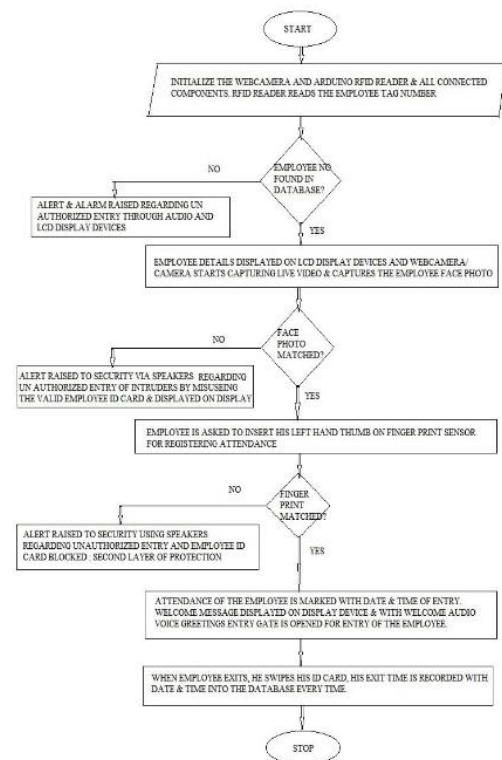 START
INITIALIZE THE WEBCAMERA AND ARDUINO RFID READER & ALL CONNECTED
COMPONENTS. RFID READER READS THE EMPLOYEE TAG NUMBER
EMPLOYEE NO
FOUND IN
DATABASE?
NO
ALERT & ALARM RAISED REGARDING UN
AUTHORIZED ENTRY THROUGH AUDIO AND
LCD DISPLAY DEVICES
YES
EMPLOYEE DETAILS DISPLAYED ON LCD DISPLAY DEVICES AND WEBCAMERA/
CAMERA STARTS CAPTURING LIVE VIDEO & CAPTURES THE EMPLOYEE FACE PHOTO
FACE
PHOTO
MATCHED?
NO
ALERT RAISED TO SECURITY VIA SPEAKERS REGARDING
UN AUTHORIZED ENTRY OF INTRUDERS BY MISUSEING
THE VALID EMPLOYEE ID CARD & DISPLAYED ON DISPLAY
YES
EMPLOYEE IS ASKED TO INSERT HIS LEFT HAND THUMB ON FINGER PRINT SENSOR
FOR REGISTERING ATTENDANCE
FINGER
PRINT
MATCHED?
NO
ALERT RAISED TO SECURITY USING SPEAKERS
REGARDING UNAUTHORIZED ENTRY AND EMPLOYEE ID
CARD BLOCKED : SECOND LAYER OF PROTECTION
YES
ATTENDANCE OF THE EMPLOYEE IS MARKED WITH DATE & TIME OF ENTRY.
WELCOME MESSAGE DISPLAYED ON DISPLAY DEVICE & WITH WELCOME AUDIO
VOICE GREETINGS ENTRY GATE IS OPENED FOR ENTRY OF THE EMPLOYEE.
WHEN EMPLOYEE EXITS, HE SWIPES HIS ID CARD, HIS EXIT TIME IS RECORDED WITH
DATE & TIME INTO THE DATABASE EVERY TIME.
STOP